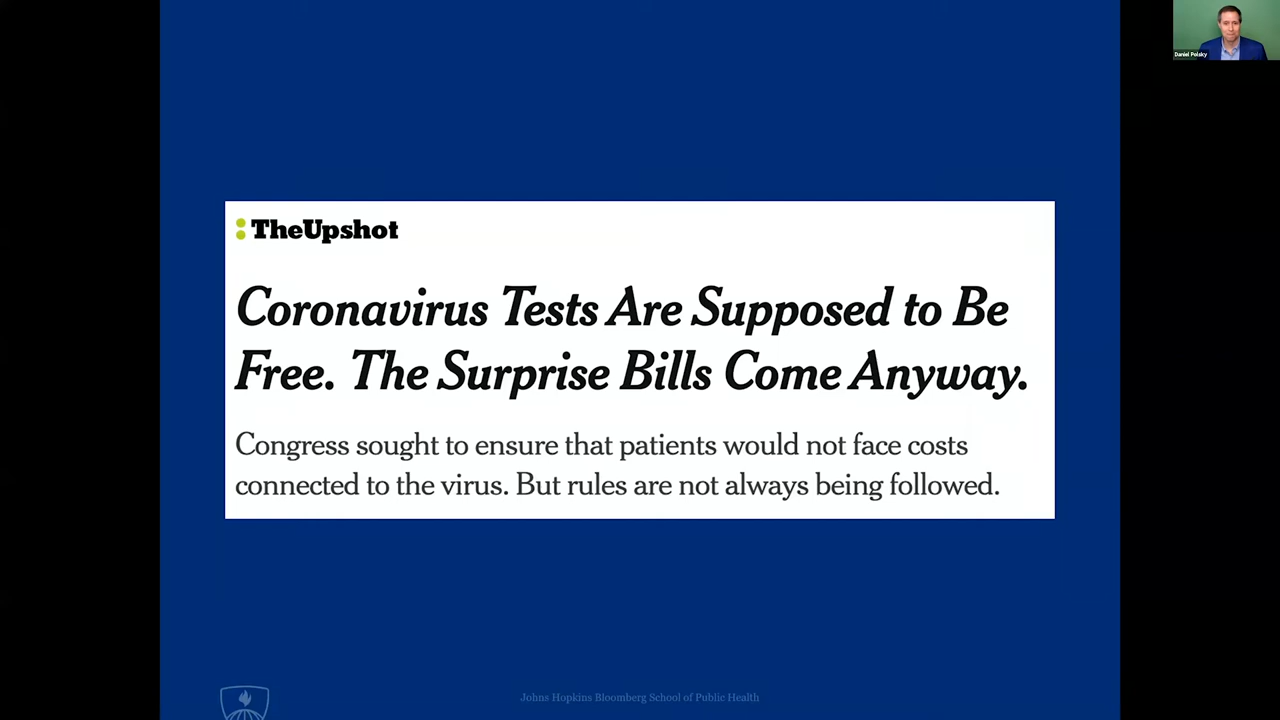 Daniel Polsky
TheUpshot
Coronavirus Tests Are Supposed to Be
Free. The Surprise Bills Come Anyway.
Congress sought to ensure that patients would not face costs
connected to the virus. But rules are not always being followed.
Johns Hopkins Bloomberg School of Public Health